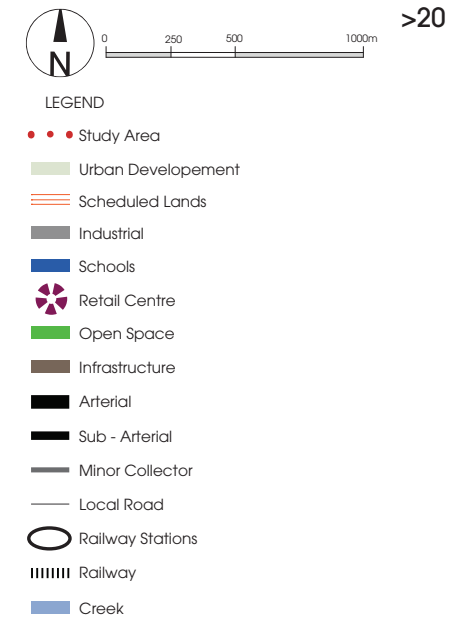 >20
0 250 500 1000m
N
LEGEND
Study Area
Urban Developement
Scheduled Lands
Industrial
Schools
Retail Centre
Open Space
Infrastructure
Arterial
Sub - Arterial
Minor Collector
Local Road
Railway Stations
Railway
Creek